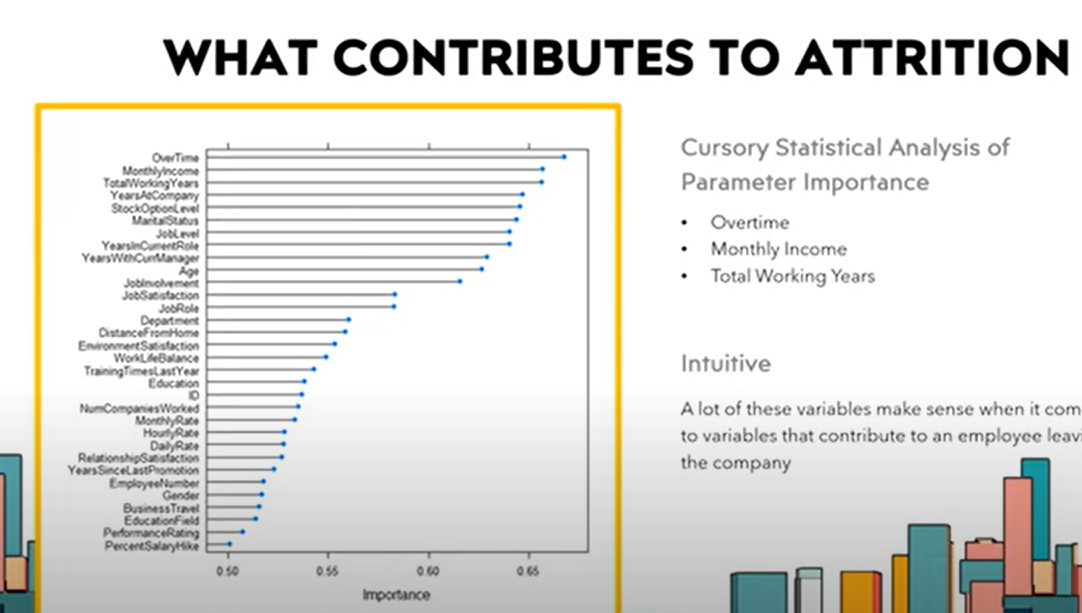 WHAT CONTRIBUTES TO ATTRITION
OverTime
MonthlyIncome
TotalWorkingYears
YearsAtCompany
StockOptionLevel
MaritalStatus
JobLevel
YearsInCurrentRole
YearsWithCurrManager
Age
JobInvolvement
JobSatisfaction
JobRole
Department
DistanceFromHome
EnvironmentSatisfaction
WorkLifeBalance
TrainingTimesLastYear
Education
ID
NumCompaniesWorked
MonthlyRate
HourlyRate
DailyRate
RelationshipSatisfaction
YearsSinceLastPromotion
EmployeeNumber
Gender
BusinessTravel
EducationField
PerformanceRating
PercentSalaryHike
0.50 0.55 0.60 0.65
Importance
Cursory Statistical Analysis of
Parameter Importance
• Overtime
• Monthly Income
• Total Working Years
Intuitive
A lot of these variables make sense when it com
to variables that contribute to an employee leavi
the company